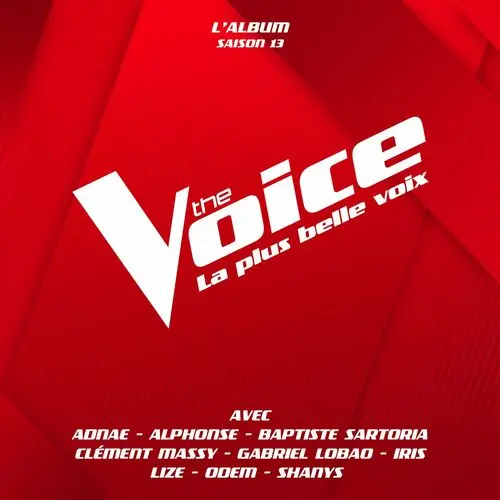 L'ALBUM
SAISON 13
the
Voice
La plus belle voix
AVEC
ADNAE - ALPHONSE - BAPTISTE SARTORIA
CLÉMENT MASSY - GABRIEL LOBAO - IRIS
LIZE - ODEM - SHANYS